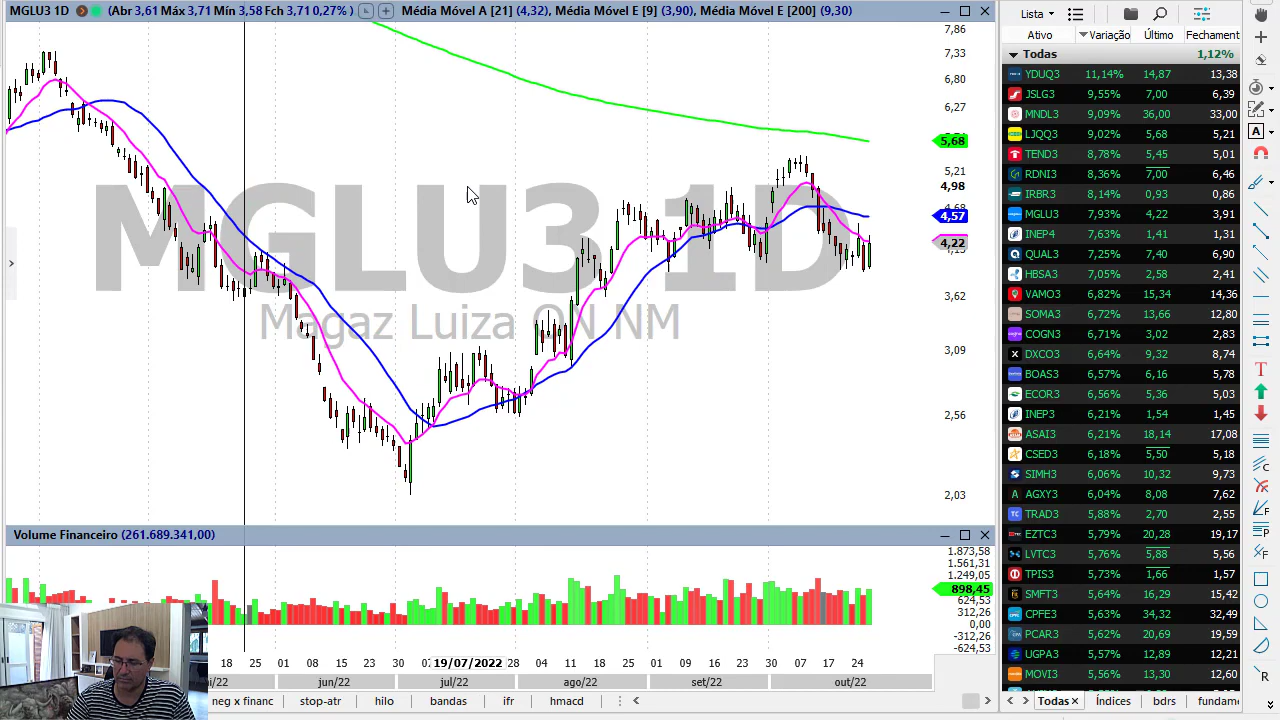 MGLU3 1D (Abr 3,61 Máx 3,71 Mín 3,58 Fch 3,71 0,27% ) Média Móvel A [21] (4,32), Média Móvel E [9] (3,90), Média Móvel E [200] (9,30)
MGLU3 1D
Magaz Luiza ON NM
7,86
7,33
6,80
6,27
5,68
5,21
4,98
4,57
4,22
3,62
3,09
2,56
2,03
Volume Financeiro (261.689.341,00)
1.873,58
1.561,31
1.249,05
898,45
624,53
312,26
0,00
-312,26
-624,53
18 25 01 08 15 23 30 19/07/2022 28 04 11 18 25 01 09 16 23 30 07 17 24
jun/22 jul/22 ago/22 set/22 out/22
neg x financ stop-atr hilo bandas ifr hmacd
Lista
Ativo Variação Último Fechament
Todas 1,12%
YDUQ3 11,14% 14,87 13,38
JSLG3 9,55% 7,00 6,39
MNDL3 9,09% 36,00 33,00
LJQQ3 9,02% 5,68 5,21
TEND3 8,78% 5,45 5,01
RDNI3 8,36% 7,00 6,46
IRBR3 8,14% 0,93 0,86
MGLU3 7,93% 4,22 3,91
INEP4 7,63% 1,41 1,31
QUAL3 7,25% 7,40 6,90
HBSA3 7,05% 2,58 2,41
VAMO3 6,82% 15,34 14,36
SOMA3 6,72% 13,66 12,80
COGN3 6,71% 3,02 2,83
DXCO3 6,64% 9,32 8,74
BOAS3 6,57% 6,16 5,78
ECOR3 6,56% 5,36 5,03
INEP3 6,21% 1,54 1,45
ASAI3 6,21% 18,14 17,08
CSED3 6,18% 5,50 5,18
SIMH3 6,06% 10,32 9,73
AGXY3 6,04% 8,08 7,62
TRAD3 5,88% 2,70 2,55
EZTC3 5,79% 20,28 19,17
LVTC3 5,76% 5,88 5,56
TPIS3 5,73% 1,66 1,57
SMFT3 5,64% 16,29 15,42
CPFE3 5,63% 34,32 32,49
PCAR3 5,62% 20,69 19,59
UGPA3 5,57% 12,89 12,21
MOVI3 5,57% 13,30 12,60
Todas Índices bdrs fundame